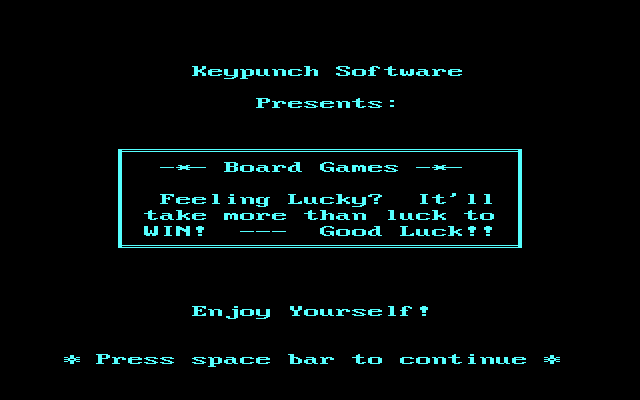 Keypunch Software
Presents:
-*- Board Games -*-
Feeling Lucky?  It'll
take more than luck to
WIN!  ---  Good Luck!!
Enjoy Yourself!
* Press space bar to continue *